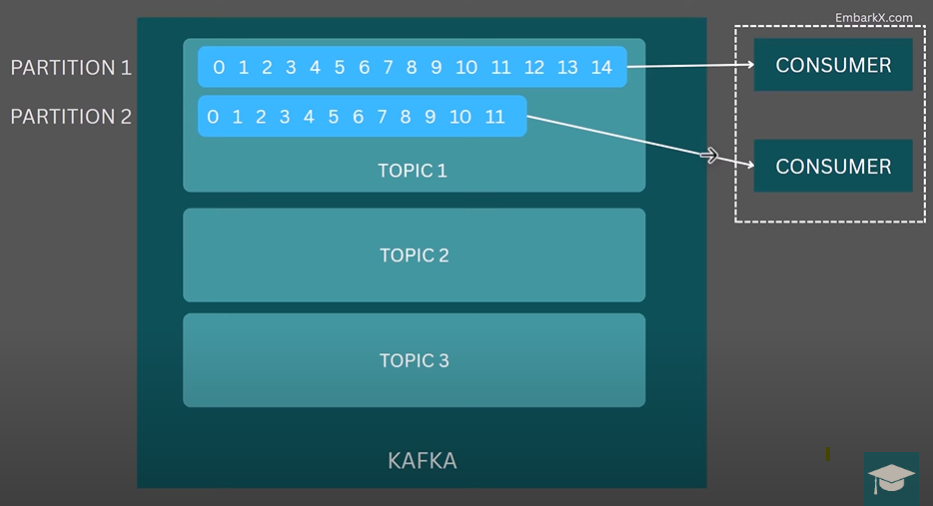 EmbarkX.com
PARTITION 1
0 1 2 3 4 5 6 7 8 9 10 11 12 13 14
CONSUMER
PARTITION 2
0 1 2 3 4 5 6 7 8 9 10 11
TOPIC 1
CONSUMER
TOPIC 2
TOPIC 3
KAFKA